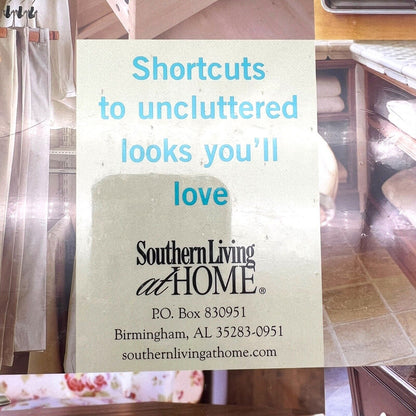 Shortcuts
to uncluttered
looks you'll
love
Southern Living
at HOME®
P.O. Box 830951
Birmingham, AL 35283-0951
southernlivingathome.com